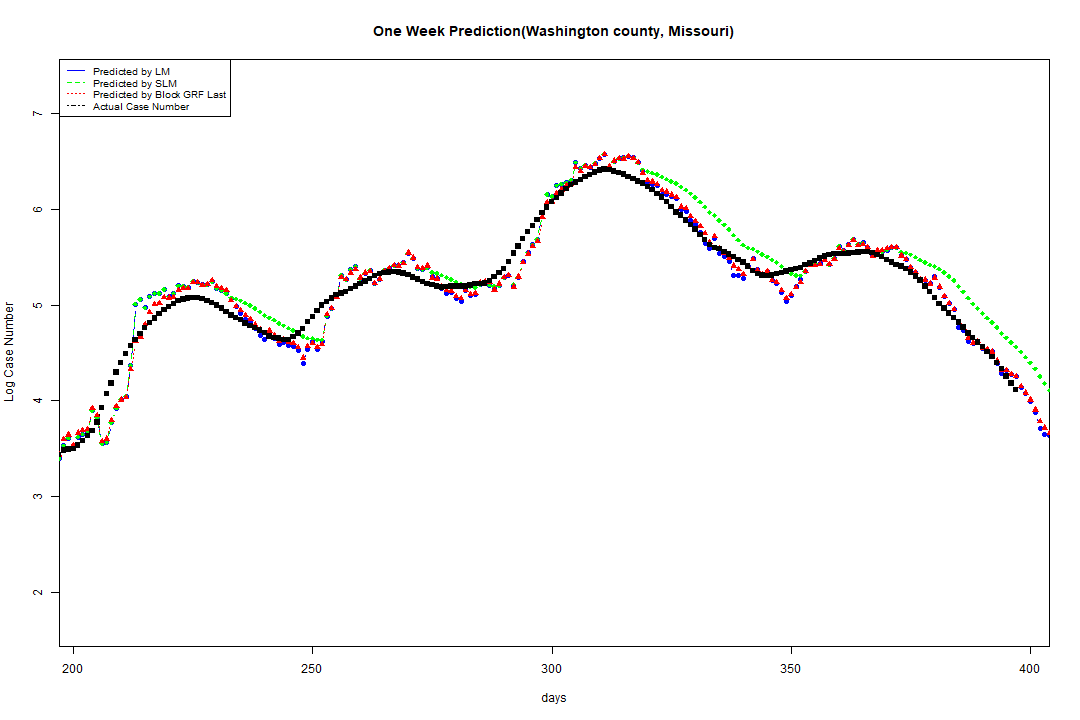 One Week Prediction(Washington county, Missouri)
Predicted by LM
Predicted by SLM
Predicted by Block GRF Last
Actual Case Number
7
6
5
4
3
2
Log Case Number
200 250 300 350 400
days